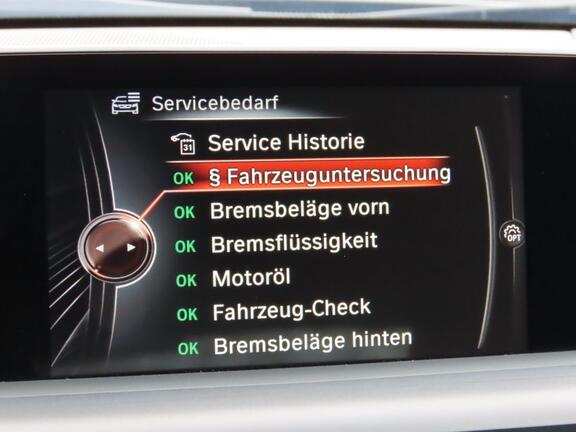 Servicebedarf
31 Service Historie
OK § Fahrzeuguntersuchung
OK Bremsbeläge vorn
OK Bremsflüssigkeit
OPT
OK Motoröl
OK Fahrzeug-Check
OK Bremsbeläge hinten